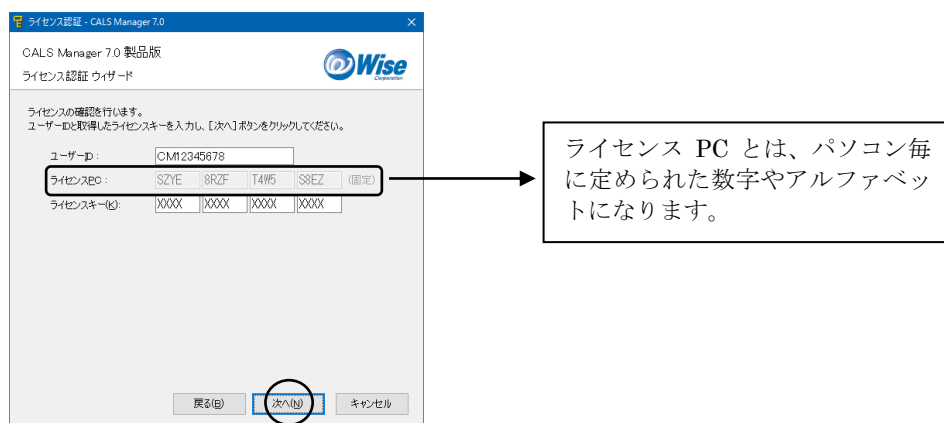 ライセンス認証 - CALS Manager 7.0
CALS Manager 7.0 製品版
ライセンス認証 ウィザード
Wise
Corporation
ライセンスの確認を行います。
ユーザーIDと取得したライセンスキーを入力し、[次へ]ボタンをクリックしてください。
ユーザーID : CM12345678
ライセンスPC : SZYE 8RZF T4W5 S8EZ (固定)
ライセンスキー(K): XXXX XXXX XXXX XXXX
戻る(B) 次へ(N) キャンセル
ライセンス PC とは、パソコン毎
に定められた数字やアルファベッ
トになります。